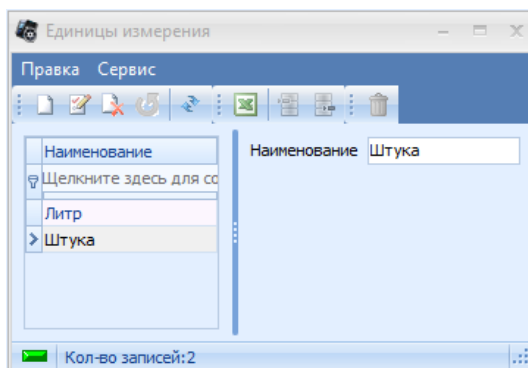 Единицы измерения
Правка Сервис
Наименование
Щелкните здесь для со
Литр
Штука
Наименование Штука
Кол-во записей:2